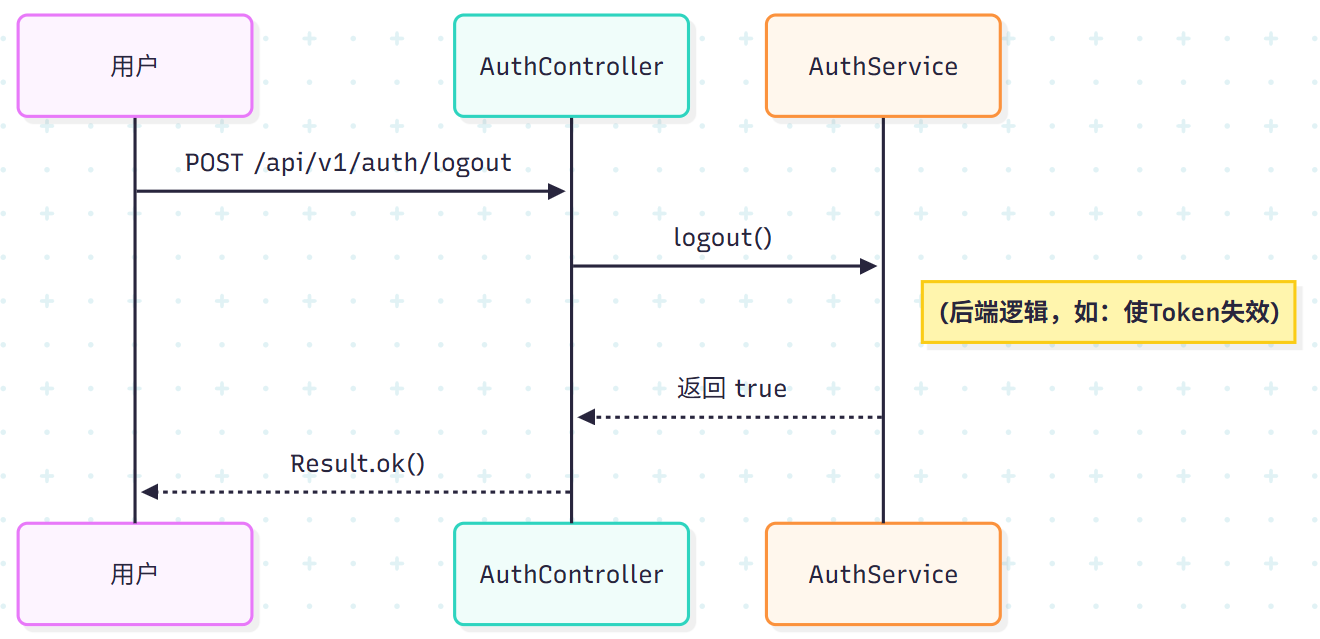 用户
AuthController
AuthService
POST /api/v1/auth/logout
logout()
(后端逻辑，如：使Token失效)
返回 true
Result.ok()
用户
AuthController
AuthService